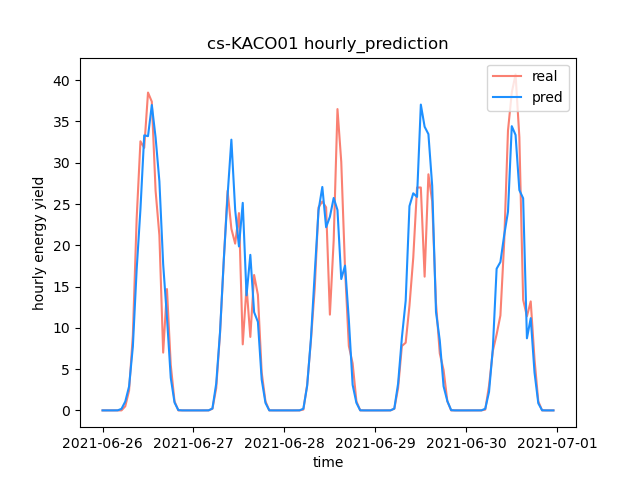 cs-KACO01 hourly_prediction
real
pred
hourly energy yield
40
35
30
25
20
15
10
5
0
2021-06-26 2021-06-27 2021-06-28 2021-06-29 2021-06-30 2021-07-01
time